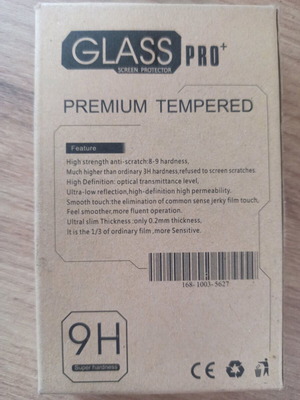 GLASS PRO+
SCREEN PROTECTOR
PREMIUM TEMPERED
Feature
High strength anti-scratch:8-9 hardness,
Much higher than ordinary 3H hardness,refused to screen scratches.
High Definition: optical transmittance level,
Ultra-low reflection,high-definition high permeability.
Smooth touch:the elimination of common sense jerky film touch,
Feel smoother,more fluent operation.
Ultral slim Thickness :only 0.2mm thickness,
It is the 1/3 of ordinary film ,more Sensitive.
168-1003-5627
9H
Super hardness
CE